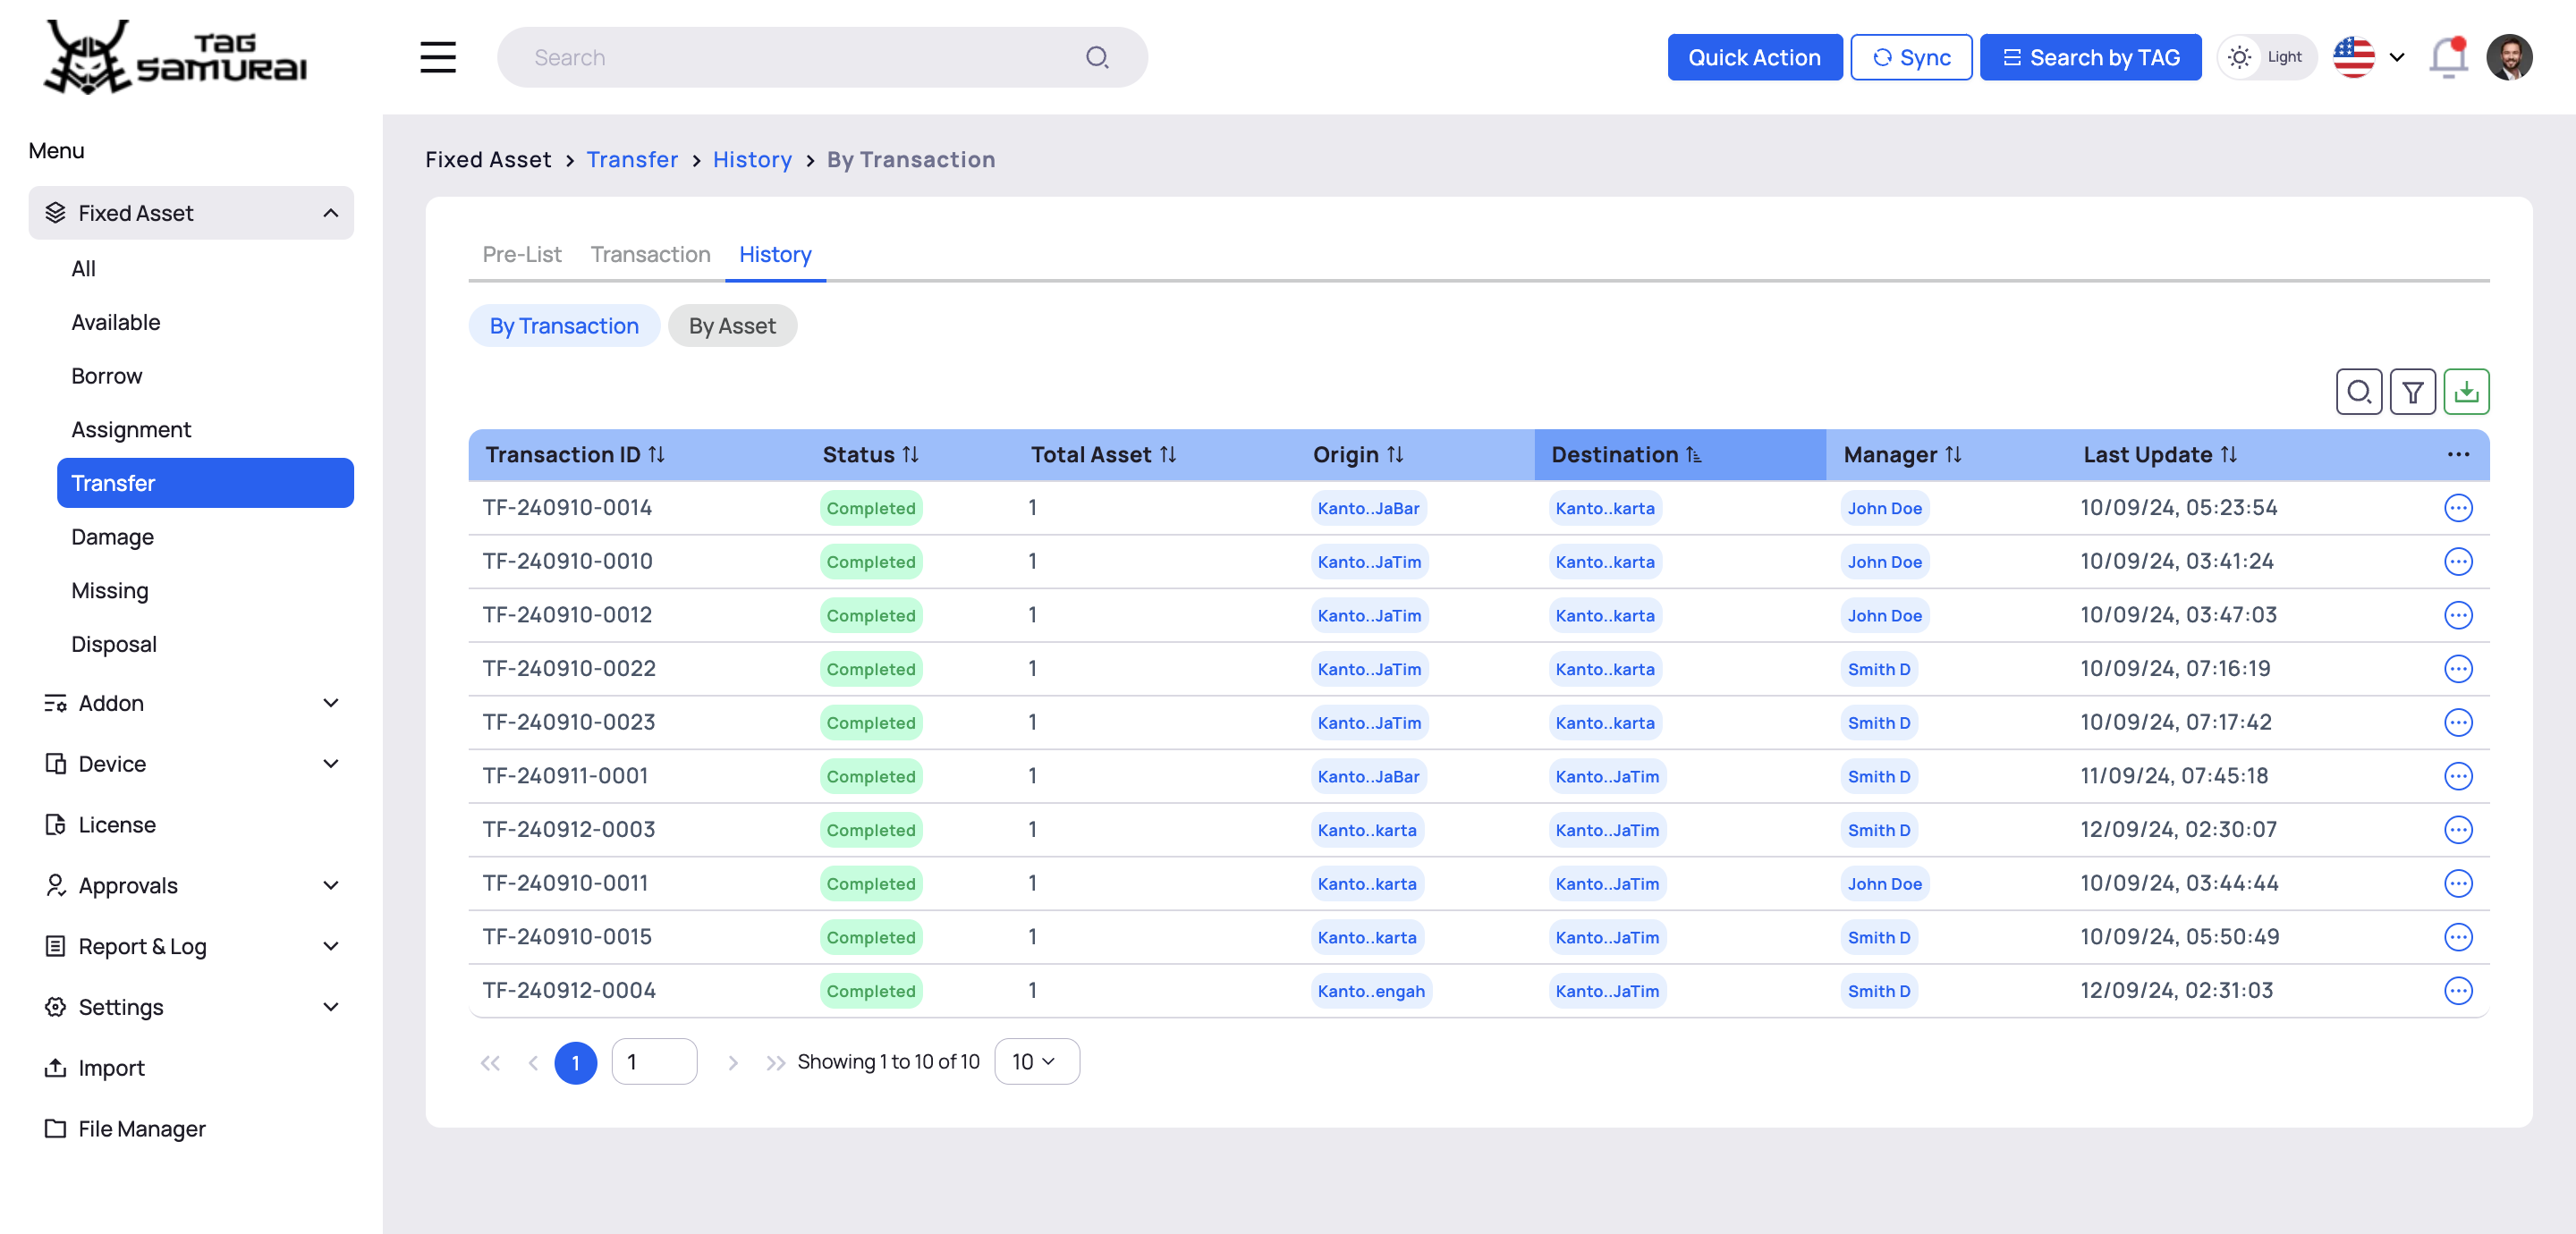 TAG SAMURAI
Search
Quick Action
Sync
Search by TAG
Light
Menu
Fixed Asset
All
Available
Borrow
Assignment
Transfer
Damage
Missing
Disposal
Addon
Device
License
Approvals
Report & Log
Settings
Import
File Manager
Fixed Asset > Transfer > History > By Transaction
Pre-List Transaction History
By Transaction By Asset
Transaction ID Status Total Asset Origin Destination Manager Last Update
TF-240910-0014 Completed 1 Kanto..JaBar Kanto..karta John Doe 10/09/24, 05:23:54
TF-240910-0010 Completed 1 Kanto..JaTim Kanto..karta John Doe 10/09/24, 03:41:24
TF-240910-0012 Completed 1 Kanto..JaTim Kanto..karta John Doe 10/09/24, 03:47:03
TF-240910-0022 Completed 1 Kanto..JaTim Kanto..karta Smith D 10/09/24, 07:16:19
TF-240910-0023 Completed 1 Kanto..JaTim Kanto..karta Smith D 10/09/24, 07:17:42
TF-240911-0001 Completed 1 Kanto..JaBar Kanto..JaTim Smith D 11/09/24, 07:45:18
TF-240912-0003 Completed 1 Kanto..karta Kanto..JaTim Smith D 12/09/24, 02:30:07
TF-240910-0011 Completed 1 Kanto..karta Kanto..JaTim John Doe 10/09/24, 03:44:44
TF-240910-0015 Completed 1 Kanto..karta Kanto..JaTim Smith D 10/09/24, 05:50:49
TF-240912-0004 Completed 1 Kanto..engah Kanto..JaTim Smith D 12/09/24, 02:31:03
1 1 Showing 1 to 10 of 10 10